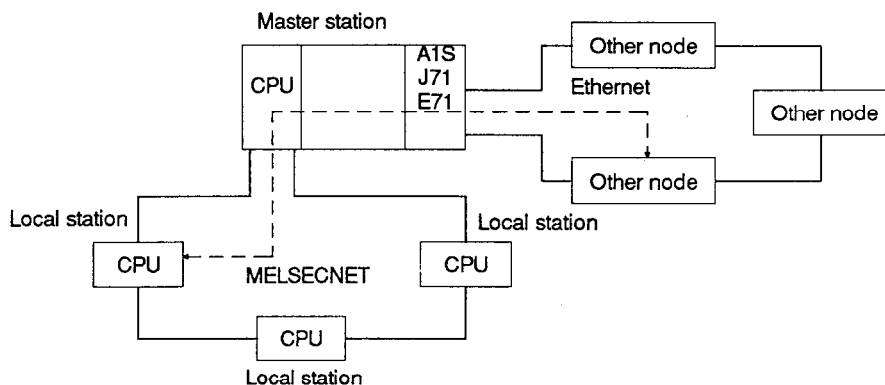 Master station
CPU
A1S
J71
E71
Other node
Ethernet
Other node
Other node
Local station
Local station
CPU
MELSECNET
CPU
CPU
Local station